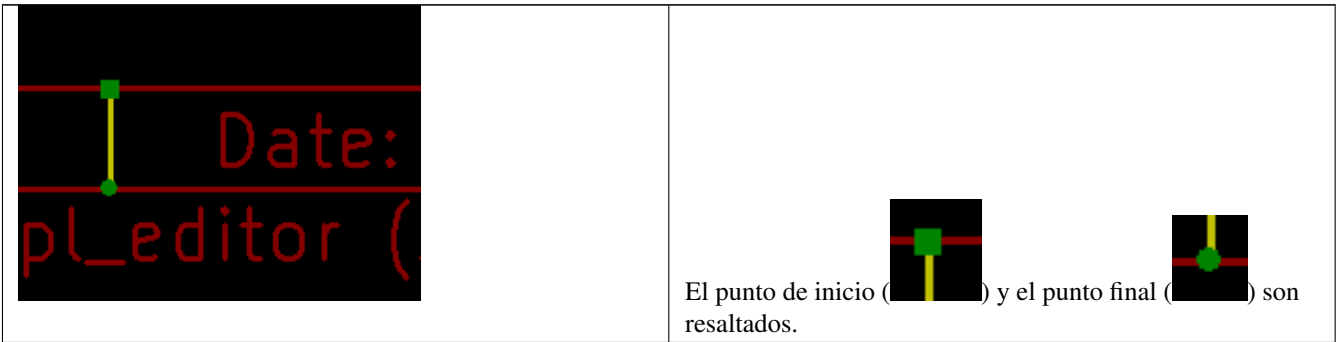 Date:
pl_editor (
El punto de inicio ( ) y el punto final ( ) son
resaltados.